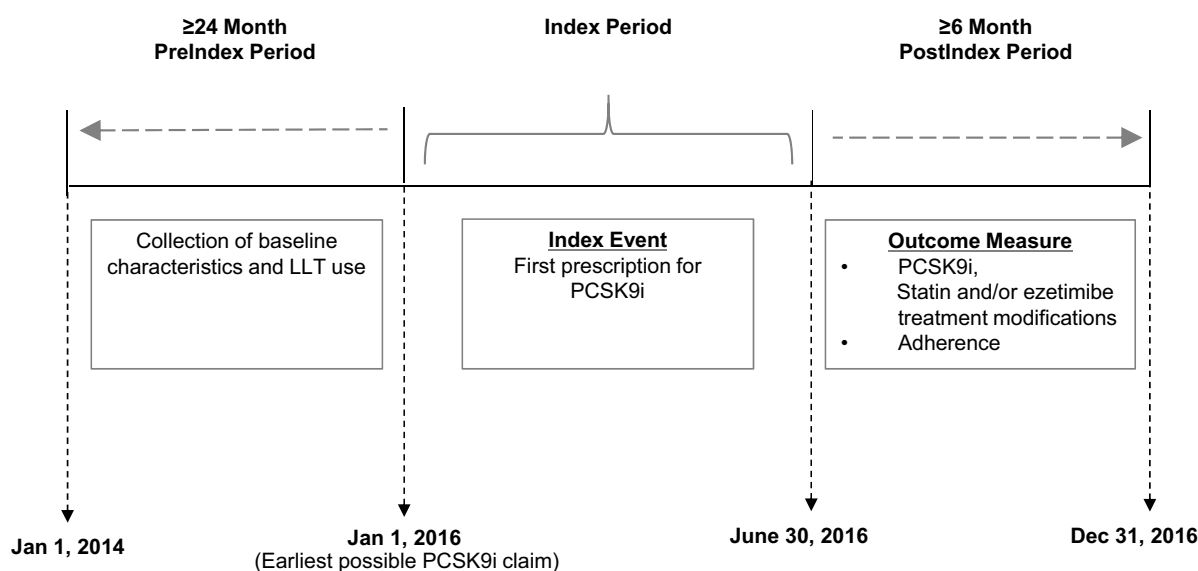 ≥24 Month
PreIndex Period
Index Period
≥6 Month
PostIndex Period
Collection of baseline
characteristics and LLT use
Index Event
First prescription for
PCSK9i
Outcome Measure
• PCSK9i,
Statin and/or ezetimibe
treatment modifications
• Adherence
Jan 1, 2014
Jan 1, 2016
(Earliest possible PCSK9i claim)
June 30, 2016
Dec 31, 2016